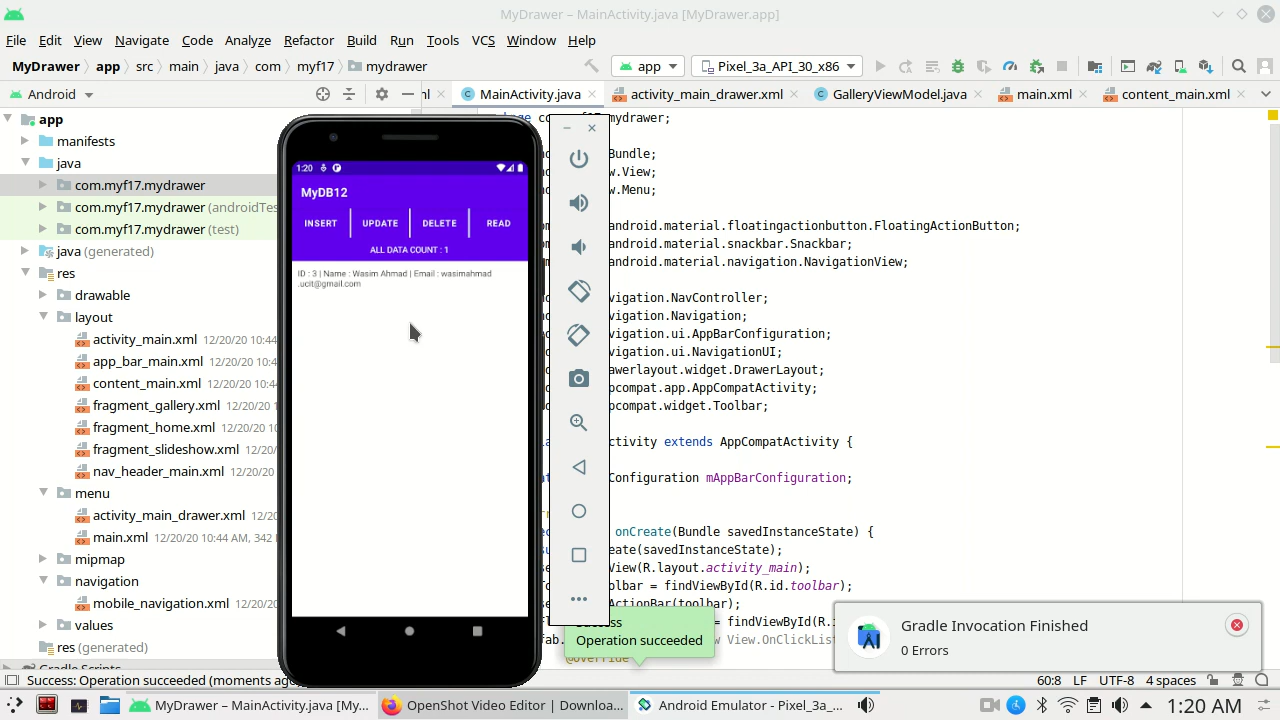 MyDrawer – MainActivity.java [MyDrawer.app]
File Edit View Navigate Code Analyze Refactor Build Run Tools VCS Window Help
MyDrawer app src main java com myf17 mydrawer
app Pixel_3a_API_30_x86
Android
MainActivity.java activity_main_drawer.xml GalleryViewModel.java main.xml content_main.xml
app
manifests
java
com.myf17.mydrawer
com.myf17.mydrawer (androidTes
com.myf17.mydrawer (test)
java (generated)
res
drawable
layout
activity_main.xml 12/20/20 10:44
app_bar_main.xml 12/20/20 10:4
content_main.xml 12/20/20 10:4
fragment_gallery.xml 12/20/20 1
fragment_home.xml 12/20/20 10
fragment_slideshow.xml 12/20/
nav_header_main.xml 12/20/20
menu
activity_main_drawer.xml 12/20
main.xml 12/20/20 10:44 AM, 342
mipmap
navigation
mobile_navigation.xml 12/20/20
values
res (generated)
Gradle Scripts
1:20
MyDB12
INSERT UPDATE DELETE READ
ALL DATA COUNT : 1
ID : 3 | Name : Wasim Ahmad | Email : wasimahmad
.ucit@gmail.com
mydrawer;
Bundle;
w.View;
w.Menu;
android.material.floatingactionbutton.FloatingActionButton;
android.material.snackbar.Snackbar;
android.material.navigation.NavigationView;
vigation.NavController;
vigation.Navigation;
vigation.ui.AppBarConfiguration;
vigation.ui.NavigationUI;
awerlayout.widget.DrawerLayout;
pcompat.app.AppCompatActivity;
pcompat.widget.Toolbar;
ctivity extends AppCompatActivity {
Configuration mAppBarConfiguration;
onCreate(Bundle savedInstanceState) {
eate(savedInstanceState);
View(R.layout.activity_main);
olbar = findViewById(R.id.toolbar);
ActionBar(toolbar);
= findViewById(R.i
fab. w View.OnClickList
@Override
Success
Operation succeeded
Gradle Invocation Finished
0 Errors
Success: Operation succeeded (moments ag
60:8 LF UTF-8 4 spaces
MyDrawer – MainActivity.java [My... OpenShot Video Editor | Downloa... Android Emulator - Pixel_3a_... 1:20 AM